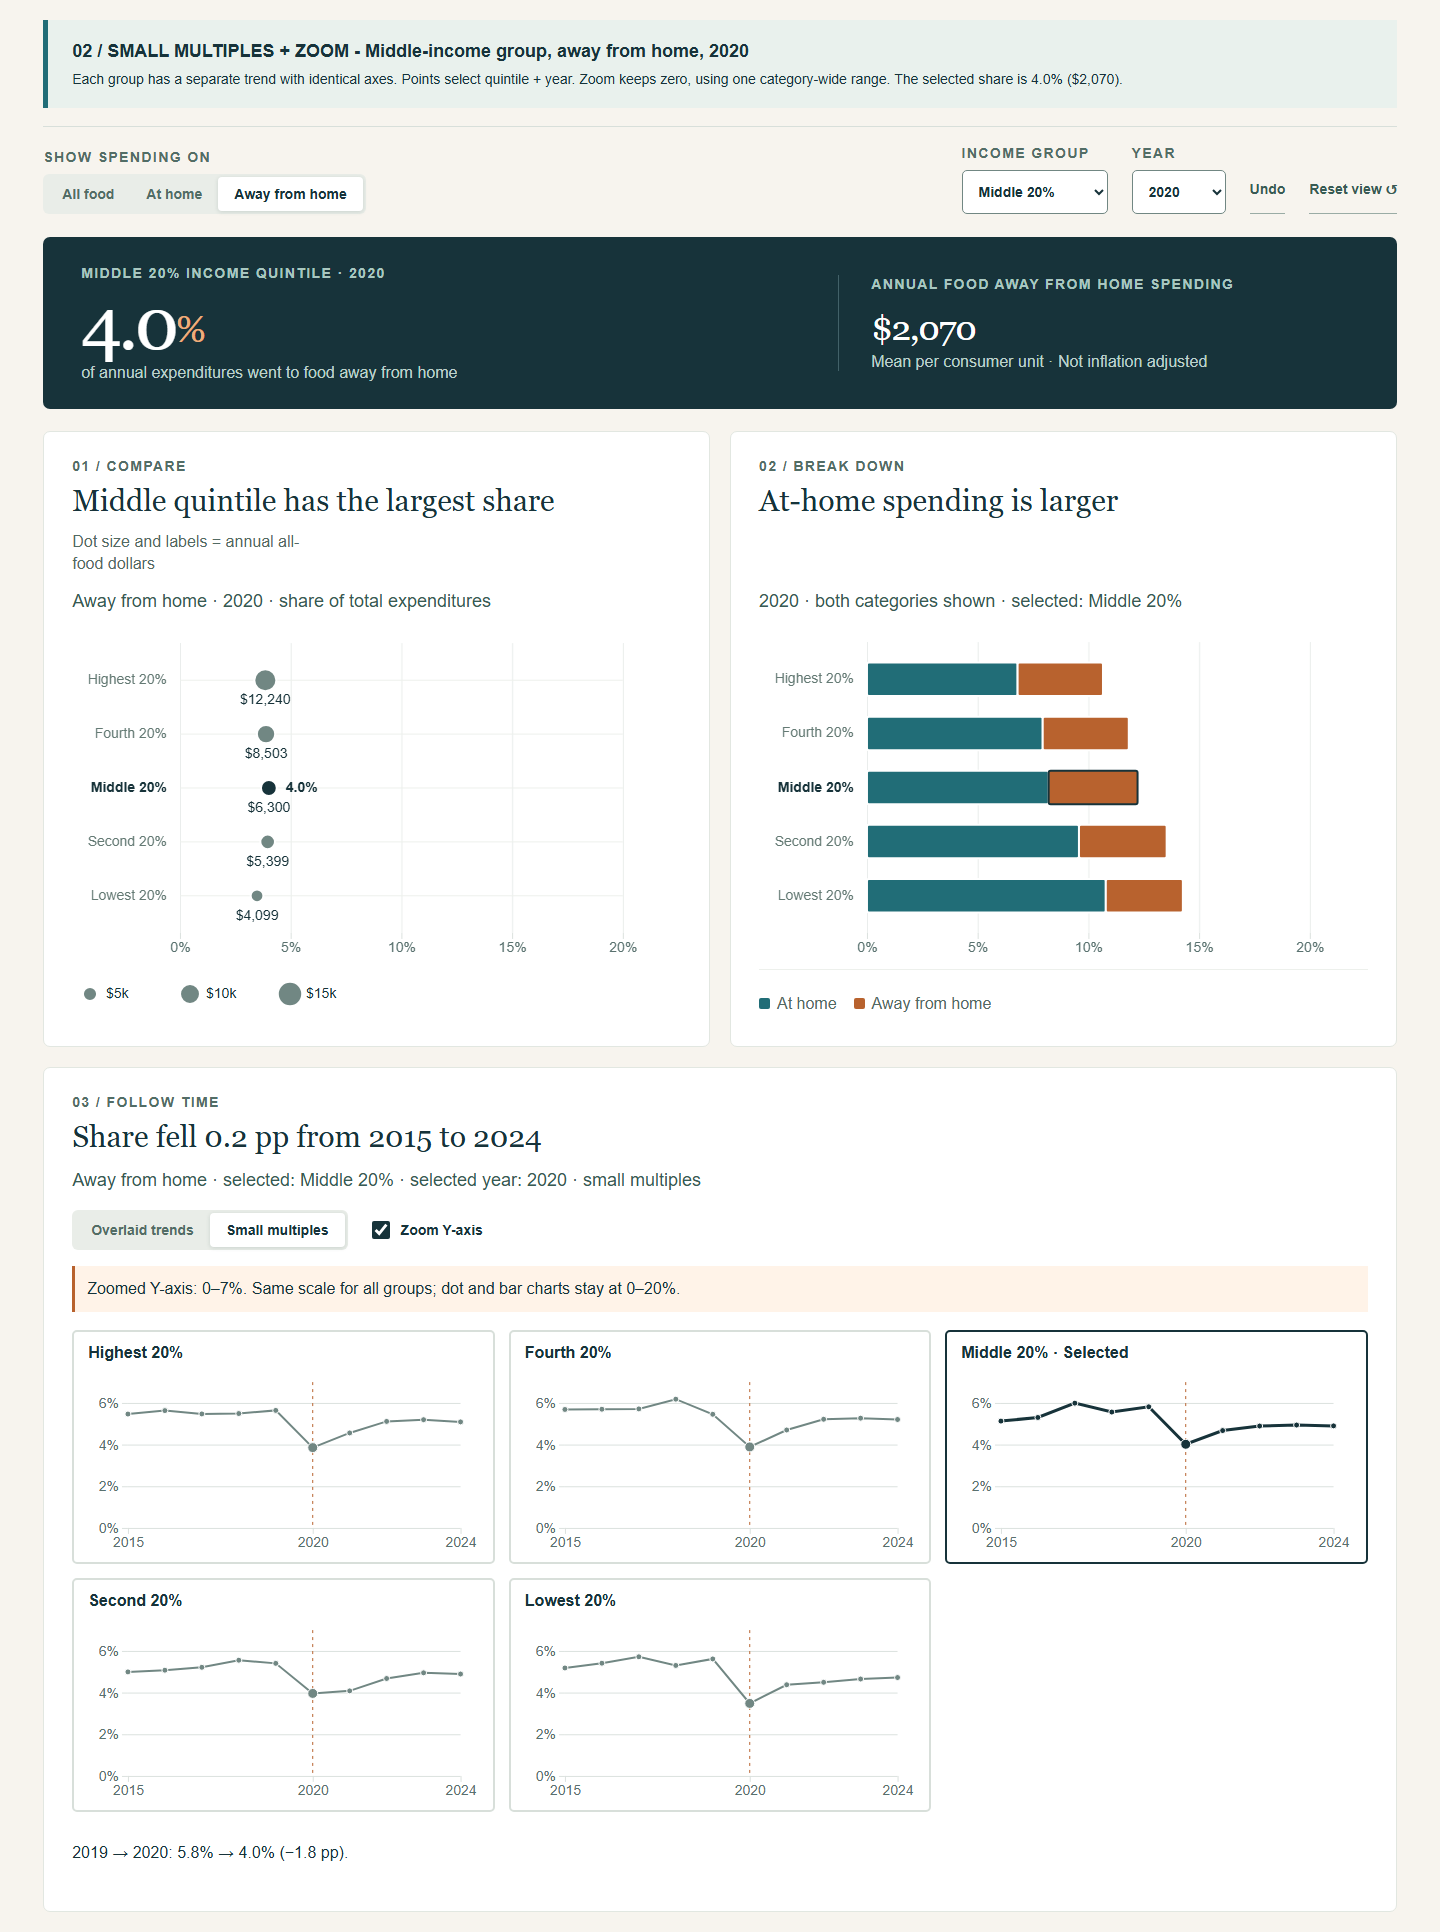 02 / SMALL MULTIPLES + ZOOM - Middle-income group, away from home, 2020
Each group has a separate trend with identical axes. Points select quintile + year. Zoom keeps zero, using one category-wide range. The selected share is 4.0% ($2,070).
SHOW SPENDING ON
All food
At home
Away from home
INCOME GROUP
Middle 20%
YEAR
2020
Undo
Reset view ↺
MIDDLE 20% INCOME QUINTILE · 2020
4.0%
of annual expenditures went to food away from home
ANNUAL FOOD AWAY FROM HOME SPENDING
$2,070
Mean per consumer unit · Not inflation adjusted
01 / COMPARE
Middle quintile has the largest share
Dot size and labels = annual all-
food dollars
Away from home · 2020 · share of total expenditures
Highest 20%
$12,240
Fourth 20%
$8,503
Middle 20%
4.0%
$6,300
Second 20%
$5,399
Lowest 20%
$4,099
0% 5% 10% 15% 20%
$5k $10k $15k
02 / BREAK DOWN
At-home spending is larger
2020 · both categories shown · selected: Middle 20%
Highest 20%
Fourth 20%
Middle 20%
Second 20%
Lowest 20%
0% 5% 10% 15% 20%
At home Away from home
03 / FOLLOW TIME
Share fell 0.2 pp from 2015 to 2024
Away from home · selected: Middle 20% · selected year: 2020 · small multiples
Overlaid trends
Small multiples
Zoom Y-axis
Zoomed Y-axis: 0–7%. Same scale for all groups; dot and bar charts stay at 0–20%.
Highest 20%
6%
4%
2%
0%
2015 2020 2024
Fourth 20%
6%
4%
2%
0%
2015 2020 2024
Middle 20% · Selected
6%
4%
2%
0%
2015 2020 2024
Second 20%
6%
4%
2%
0%
2015 2020 2024
Lowest 20%
6%
4%
2%
0%
2015 2020 2024
2019 → 2020: 5.8% → 4.0% (−1.8 pp).